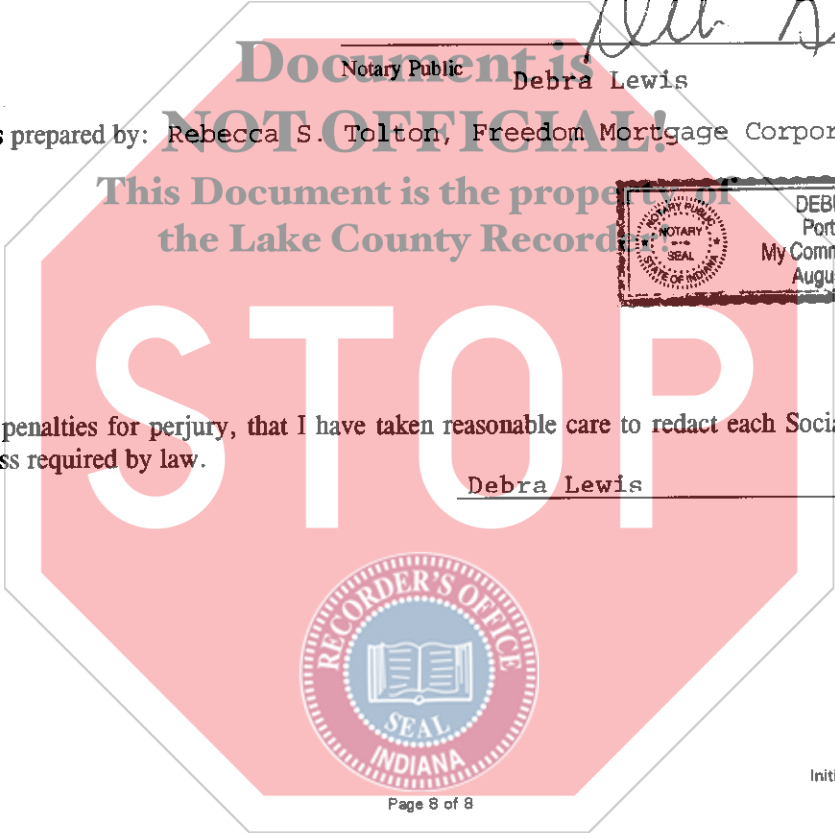 Document is
Notary Public
Debra Lewis
NOT OFFICIAL!
s prepared by: Rebecca S. Tolton, Freedom Mortgage Corpor
This Document is the property of
the Lake County Recorder!
NOTARY PUBLIC
NOTARY
SEAL
STATE OF INDIANA
DEB
Port
My Comm
Augu
STOP
penalties for perjury, that I have taken reasonable care to redact each Socia
ss required by law.
Debra Lewis
RECORDER'S OFFICE
SEAL
INDIANA
Initi
Page 8 of 8